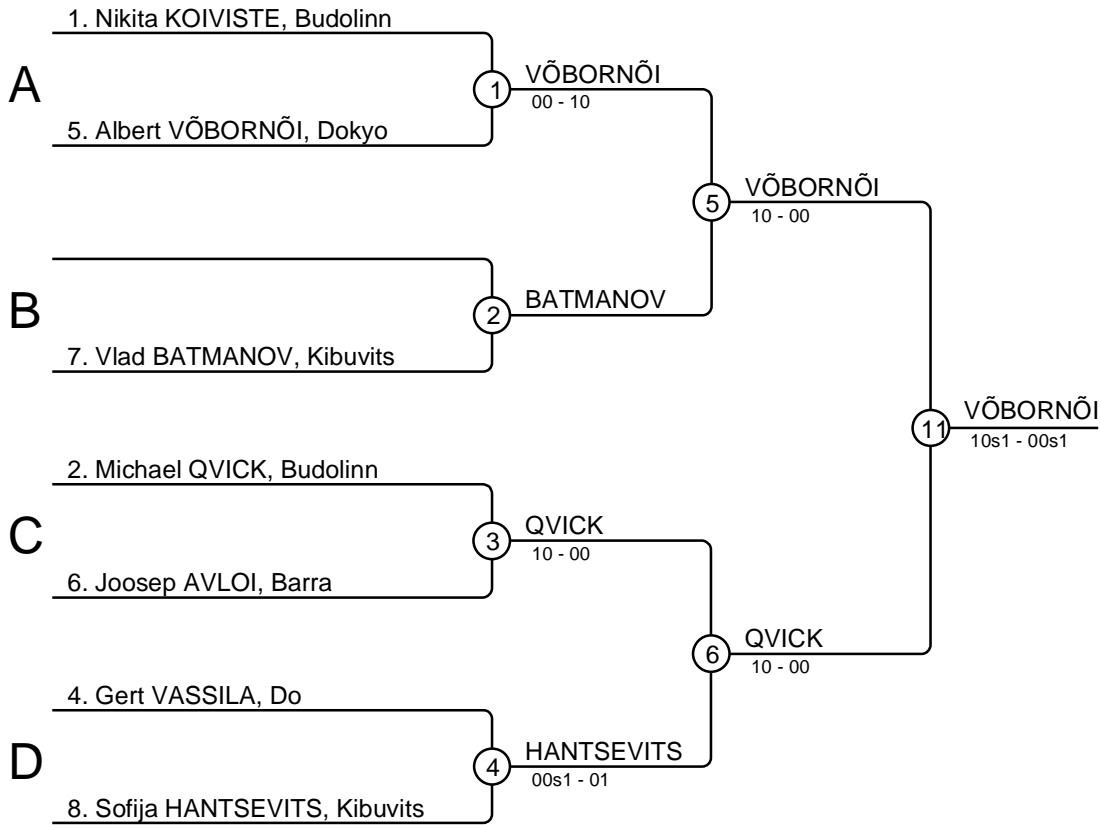 1. Nikita KOIVISTE, Budolinn
A
1
VÕBORNÕI
00 - 10
5. Albert VÕBORNÕI, Dokyo
5
VÕBORNÕI
10 - 00
B
2
BATMANOV
7. Vlad BATMANOV, Kibuvits
11
VÕBORNÕI
10s1 - 00s1
2. Michael QVICK, Budolinn
C
3
QVICK
10 - 00
6. Joosep AVLOI, Barra
6
QVICK
10 - 00
4. Gert VASSILA, Do
D
4
HANTSEVITS
00s1 - 01
8. Sofija HANTSEVITS, Kibuvits